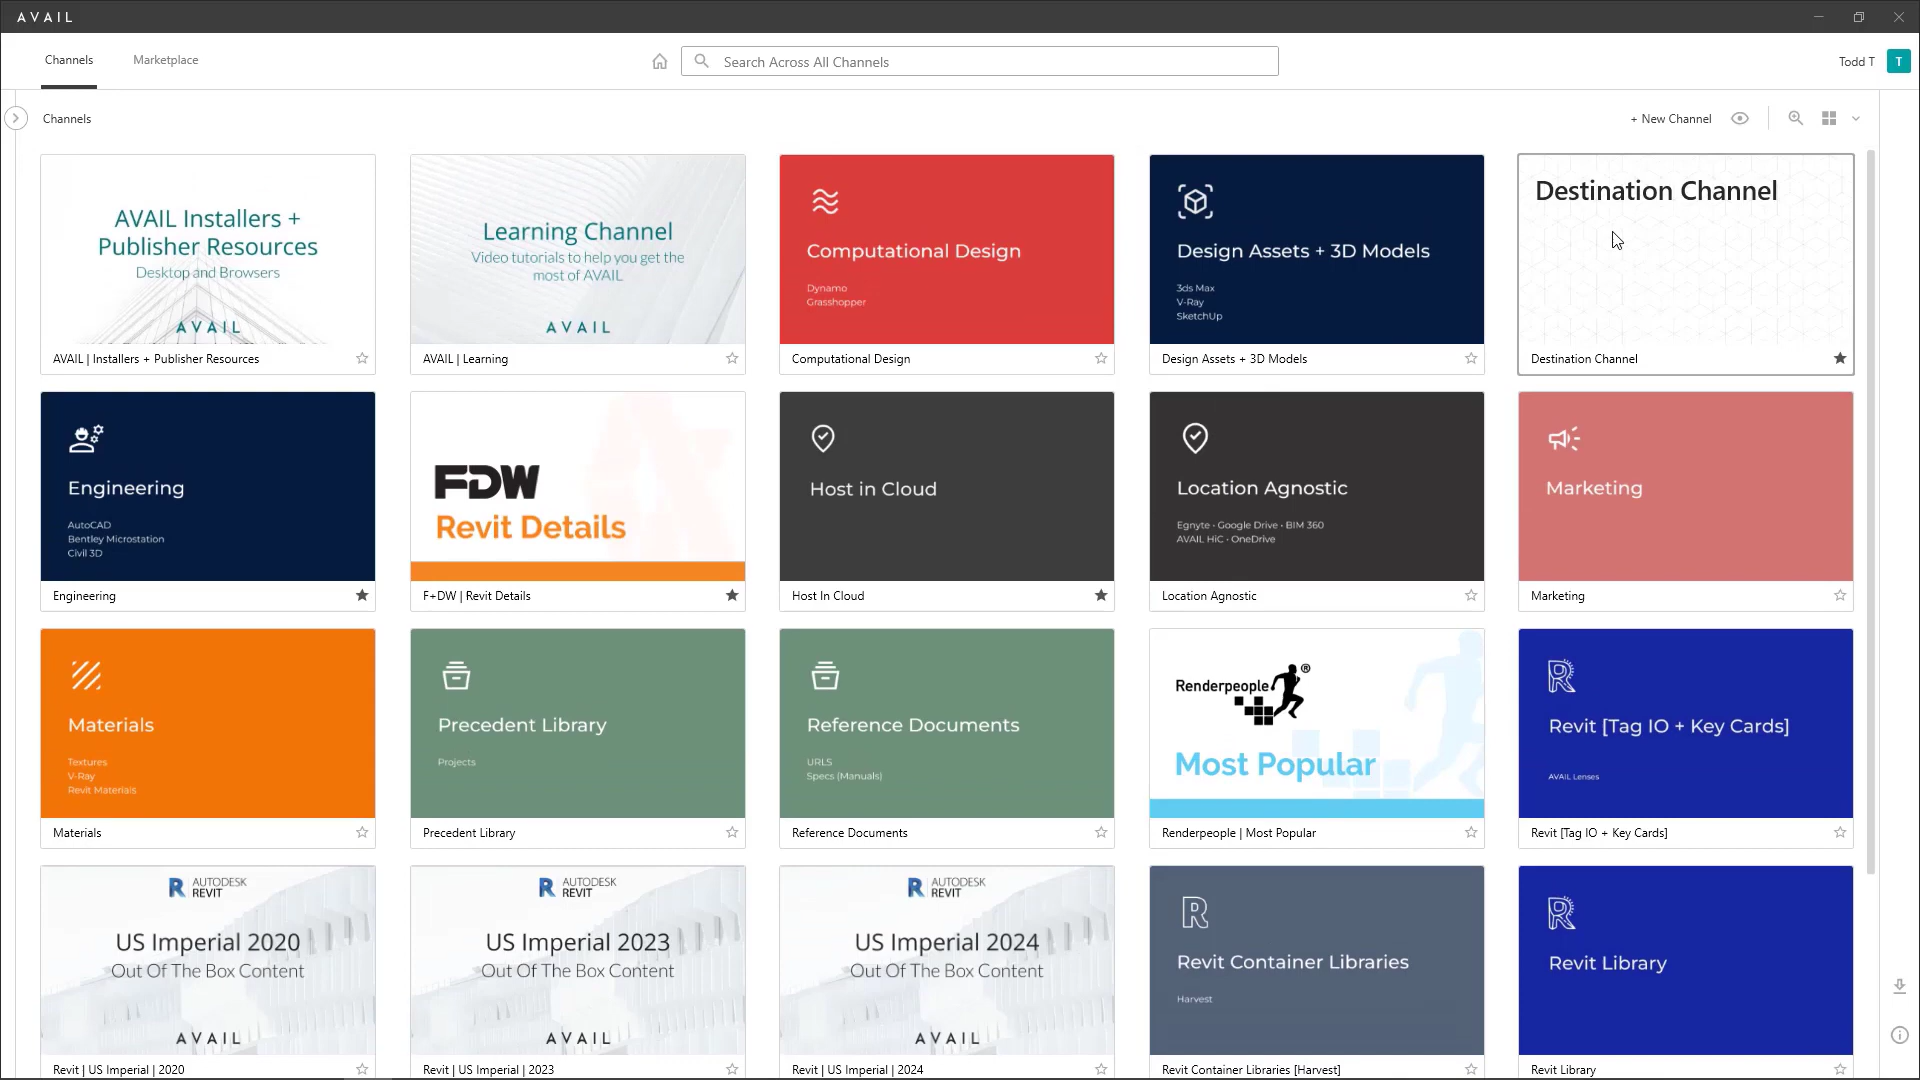 AVAIL
Channels
Marketplace
Search Across All Channels
Todd T
T
Channels
+ New Channel
AVAIL Installers +
Publisher Resources
Desktop and Browsers
AVAIL
AVAIL | Installers + Publisher Resources
Learning Channel
Video tutorials to help you get the
most of AVAIL
AVAIL
AVAIL | Learning
Computational Design
Dynamo
Grasshopper
Computational Design
Design Assets + 3D Models
3ds Max
V-Ray
SketchUp
Design Assets + 3D Models
Destination Channel
Destination Channel
Engineering
AutoCAD
Bentley Microstation
Civil 3D
Engineering
FDW
Revit Details
F+DW | Revit Details
Host in Cloud
Host In Cloud
Location Agnostic
Egnyte • Google Drive • BIM 360
AVAIL HiC • OneDrive
Location Agnostic
Marketing
Marketing
Materials
Textures
V-Ray
Revit Materials
Materials
Precedent Library
Projects
Precedent Library
Reference Documents
URLS
Specs (Manuals)
Reference Documents
Renderpeople®
Most Popular
Renderpeople | Most Popular
R
Revit [Tag IO + Key Cards]
AVAIL Lenses
Revit [Tag IO + Key Cards]
R AUTODESK
REVIT
US Imperial 2020
Out Of The Box Content
AVAIL
Revit | US Imperial | 2020
R AUTODESK
REVIT
US Imperial 2023
Out Of The Box Content
AVAIL
Revit | US Imperial | 2023
R AUTODESK
REVIT
US Imperial 2024
Out Of The Box Content
AVAIL
Revit | US Imperial | 2024
R
Revit Container Libraries
Harvest
Revit Container Libraries [Harvest]
R
Revit Library
Revit Library